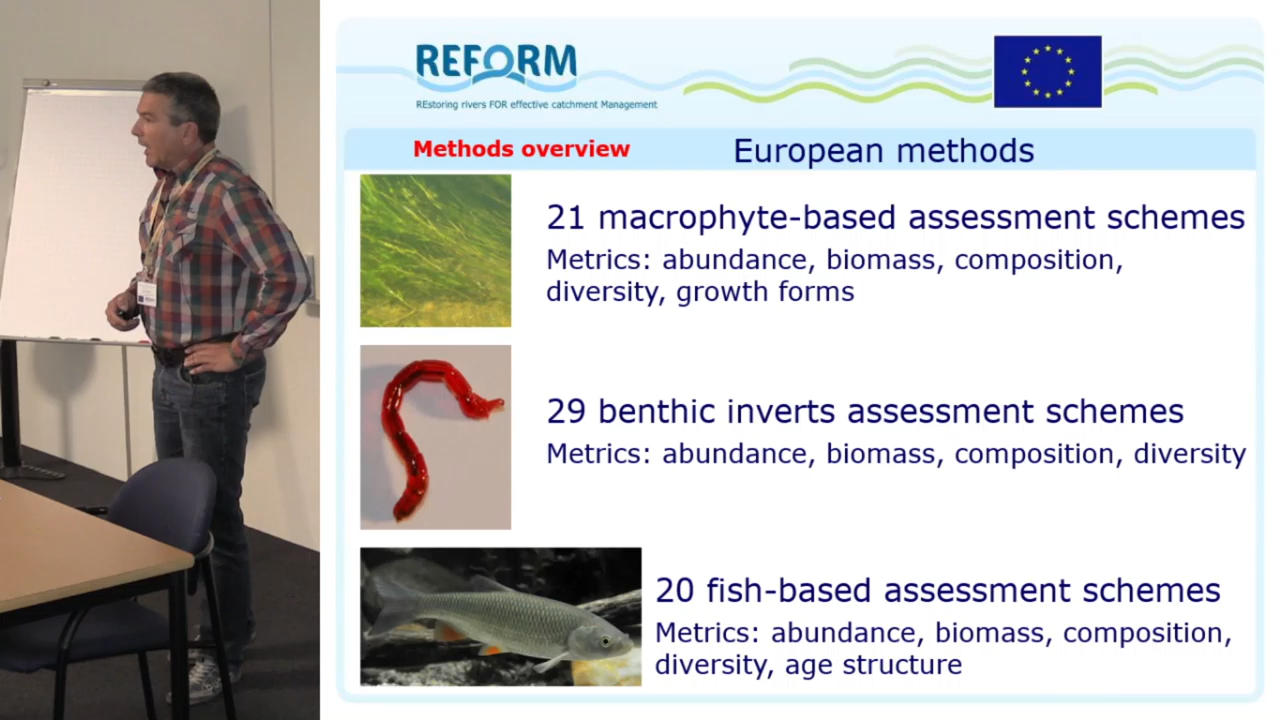 REFORM
REstoring rivers FOR effective catchment Management
Methods overview
European methods
21 macrophyte-based assessment schemes
Metrics: abundance, biomass, composition,
diversity, growth forms
29 benthic inverts assessment schemes
Metrics: abundance, biomass, composition, diversity
20 fish-based assessment schemes
Metrics: abundance, biomass, composition,
diversity, age structure